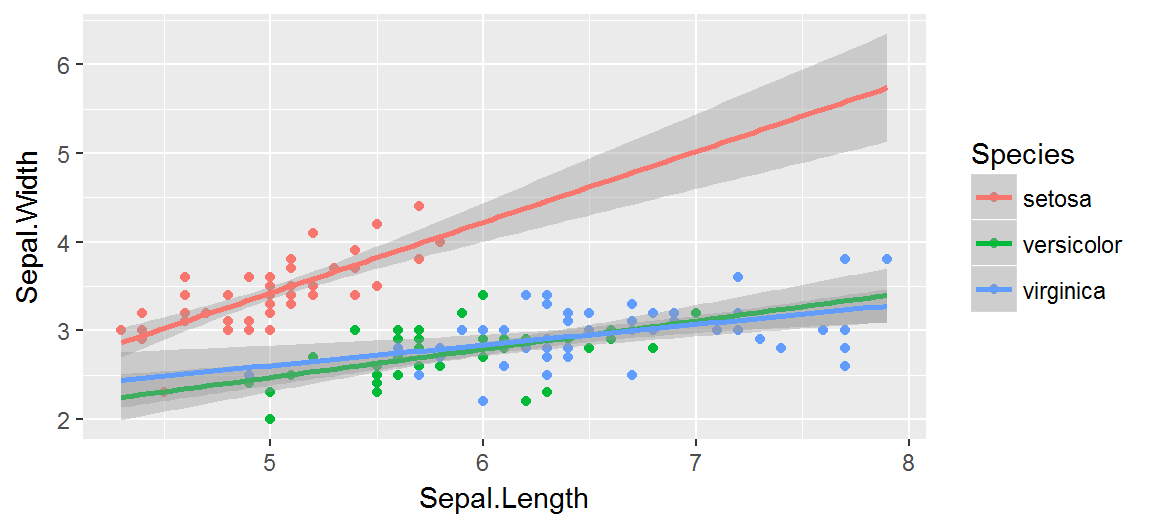 Sepal.Width
6
5
4
3
2
5 6 7 8
Sepal.Length
Species
setosa
versicolor
virginica